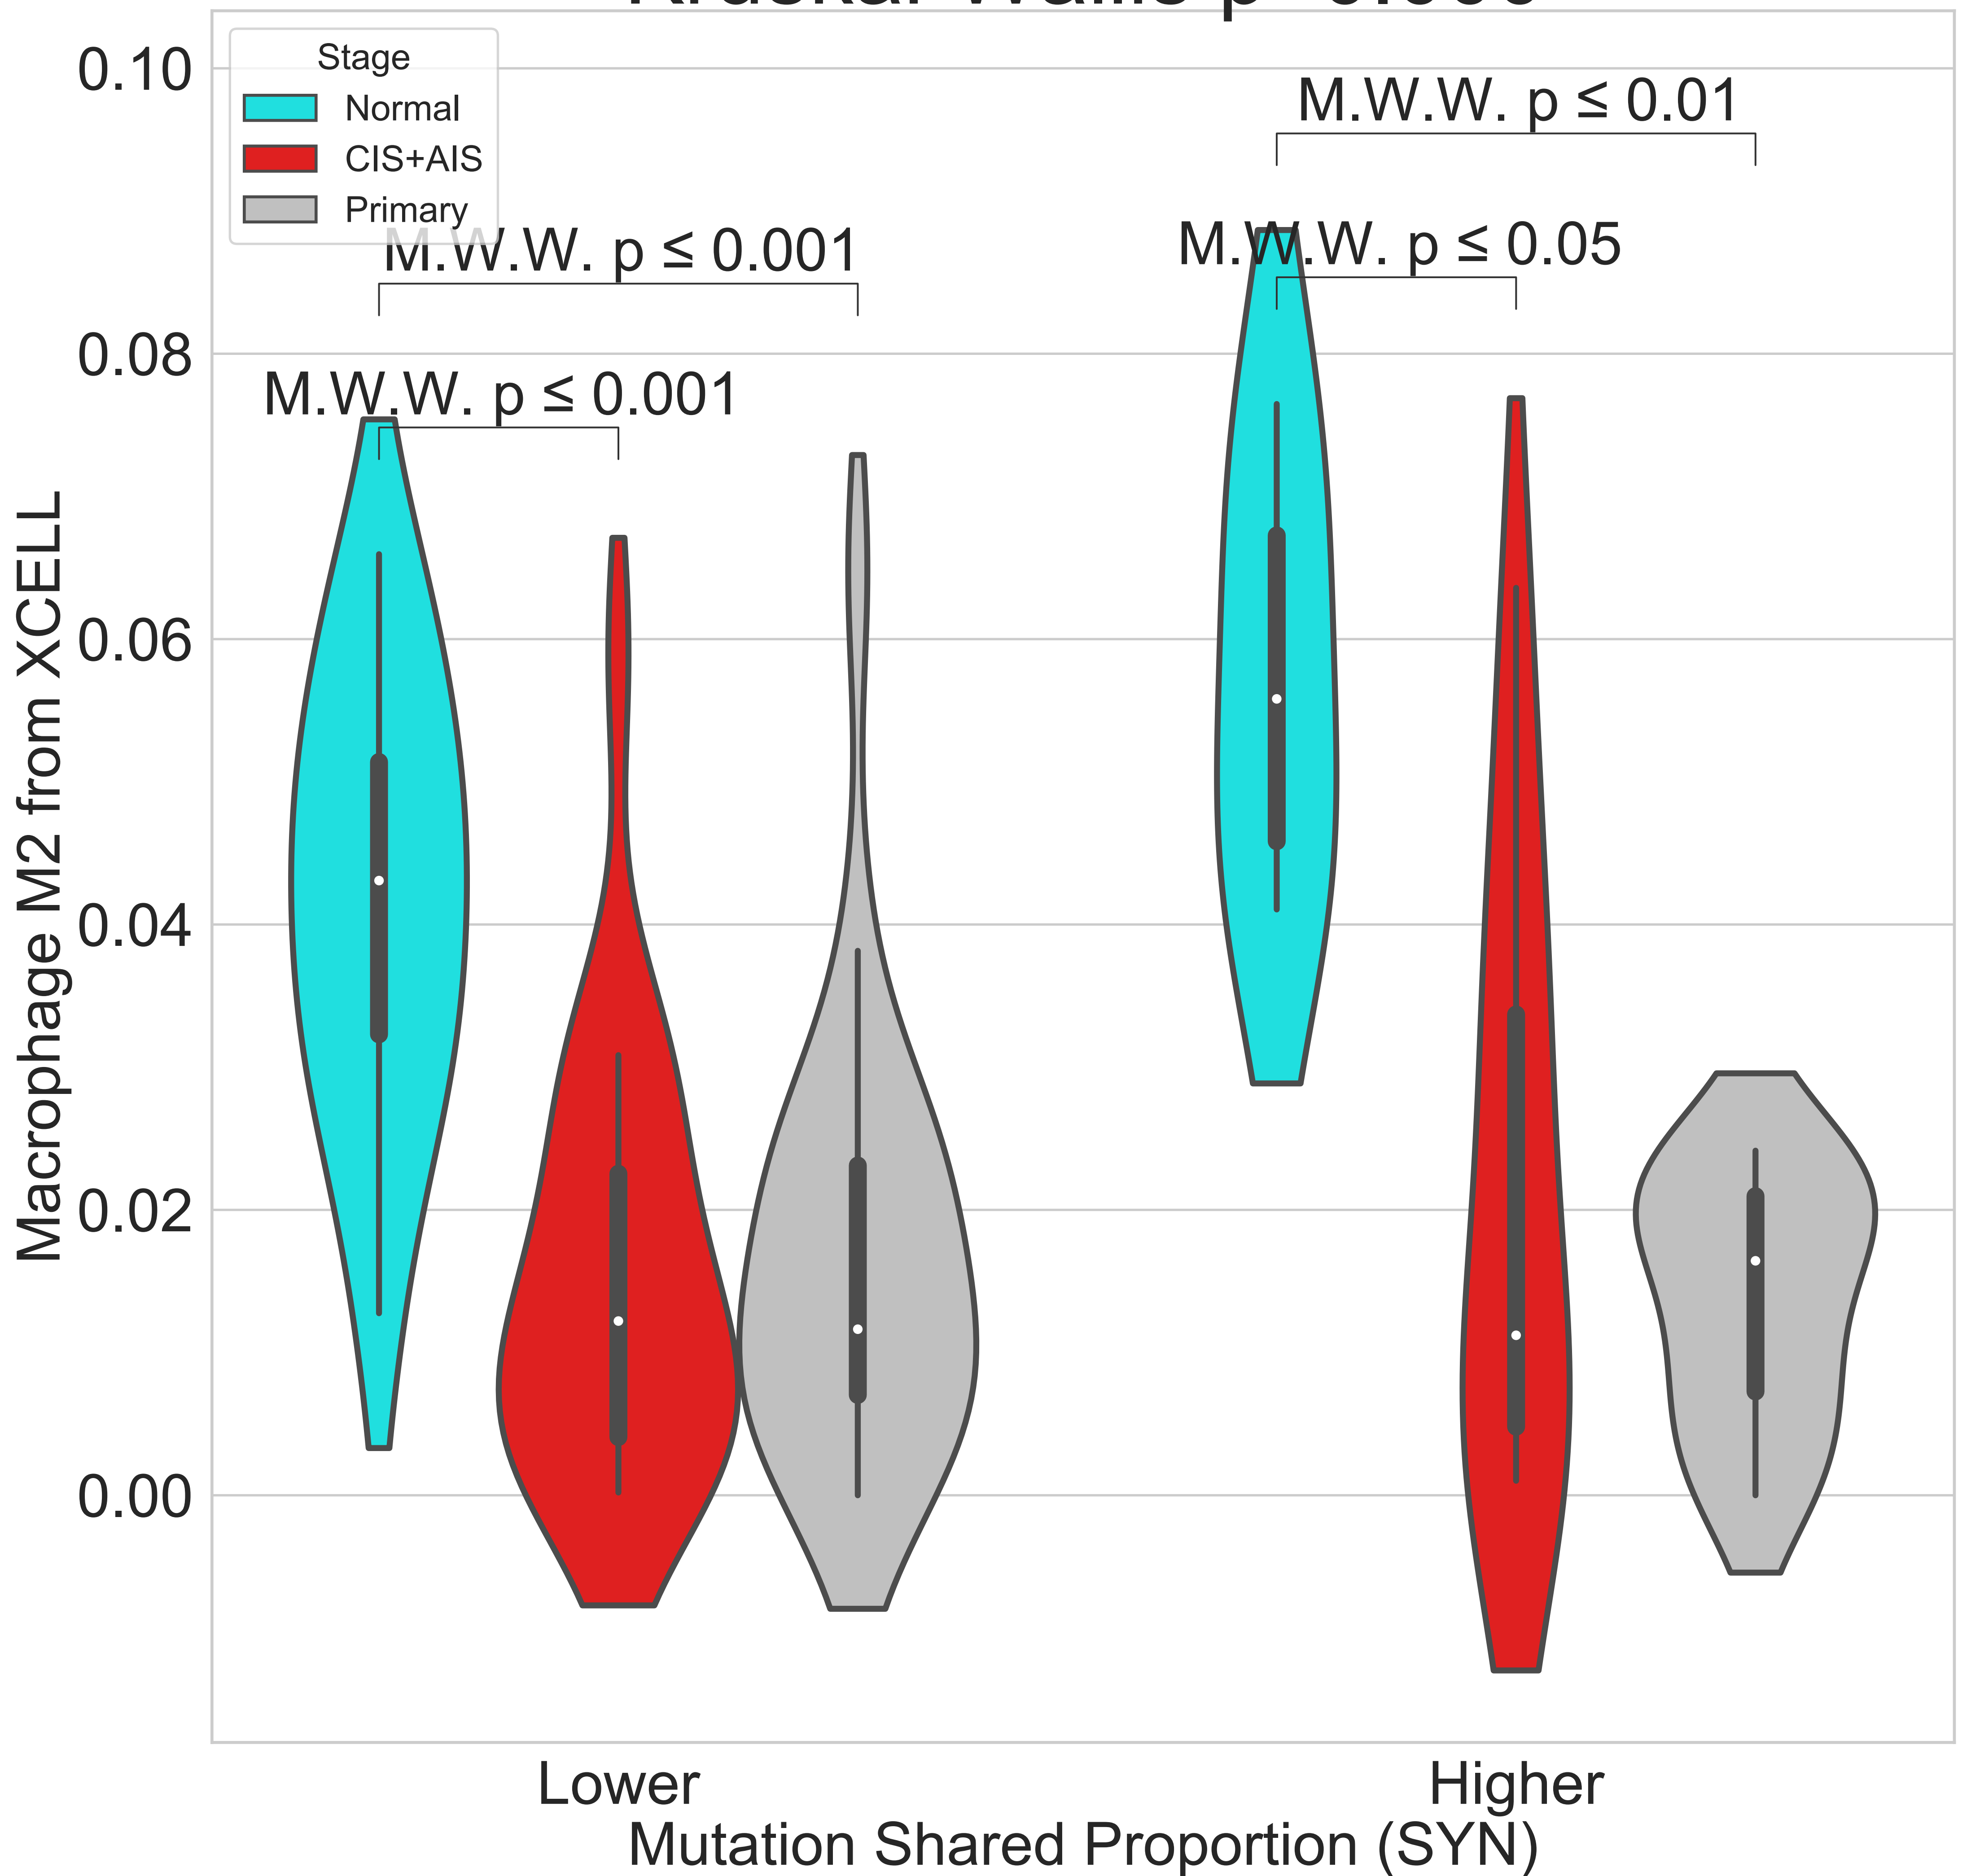 0.10
0.08
0.06
0.04
0.02
0.00
Macrophage M2 from XCELL
Stage
Normal
CIS+AIS
Primary
M.W.W. p ≤ 0.01
M.W.W. p ≤ 0.001
M.W.W. p ≤ 0.05
M.W.W. p ≤ 0.001
Lower
Higher
Mutation Shared Proportion (SYN)